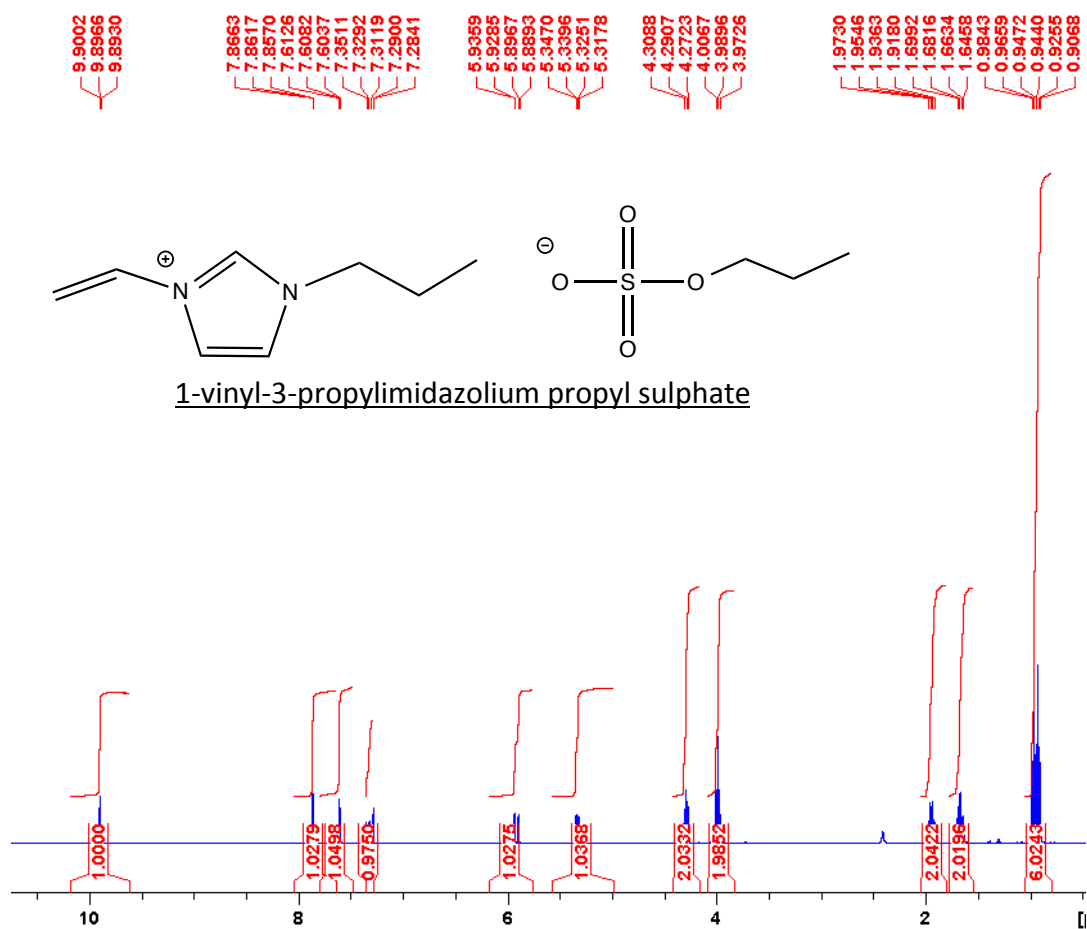 9.9002 9.8966 9.8930 7.8663 7.8617 7.8570 7.6126 7.6082 7.6037 7.3511 7.3292 7.3119 7.2900 7.2841 5.9359 5.9285 5.8967 5.8893 5.3470 5.3396 5.3251 5.3178 4.3088 4.2907 4.2723 4.0067 3.9896 3.9726 1.9730 1.9546 1.9363 1.9180 1.6992 1.6816 1.6634 1.6458 0.9843 0.9659 0.9472 0.9440 0.9255 0.9068
O
⊕ ⊖
N N O S O
O
1-vinyl-3-propylimidazolium propyl sulphate
1.0000 1.0279 1.0498 0.9750 1.0275 1.0368 2.0332 1.9852 2.0422 2.0196 6.0243
10 8 6 4 2